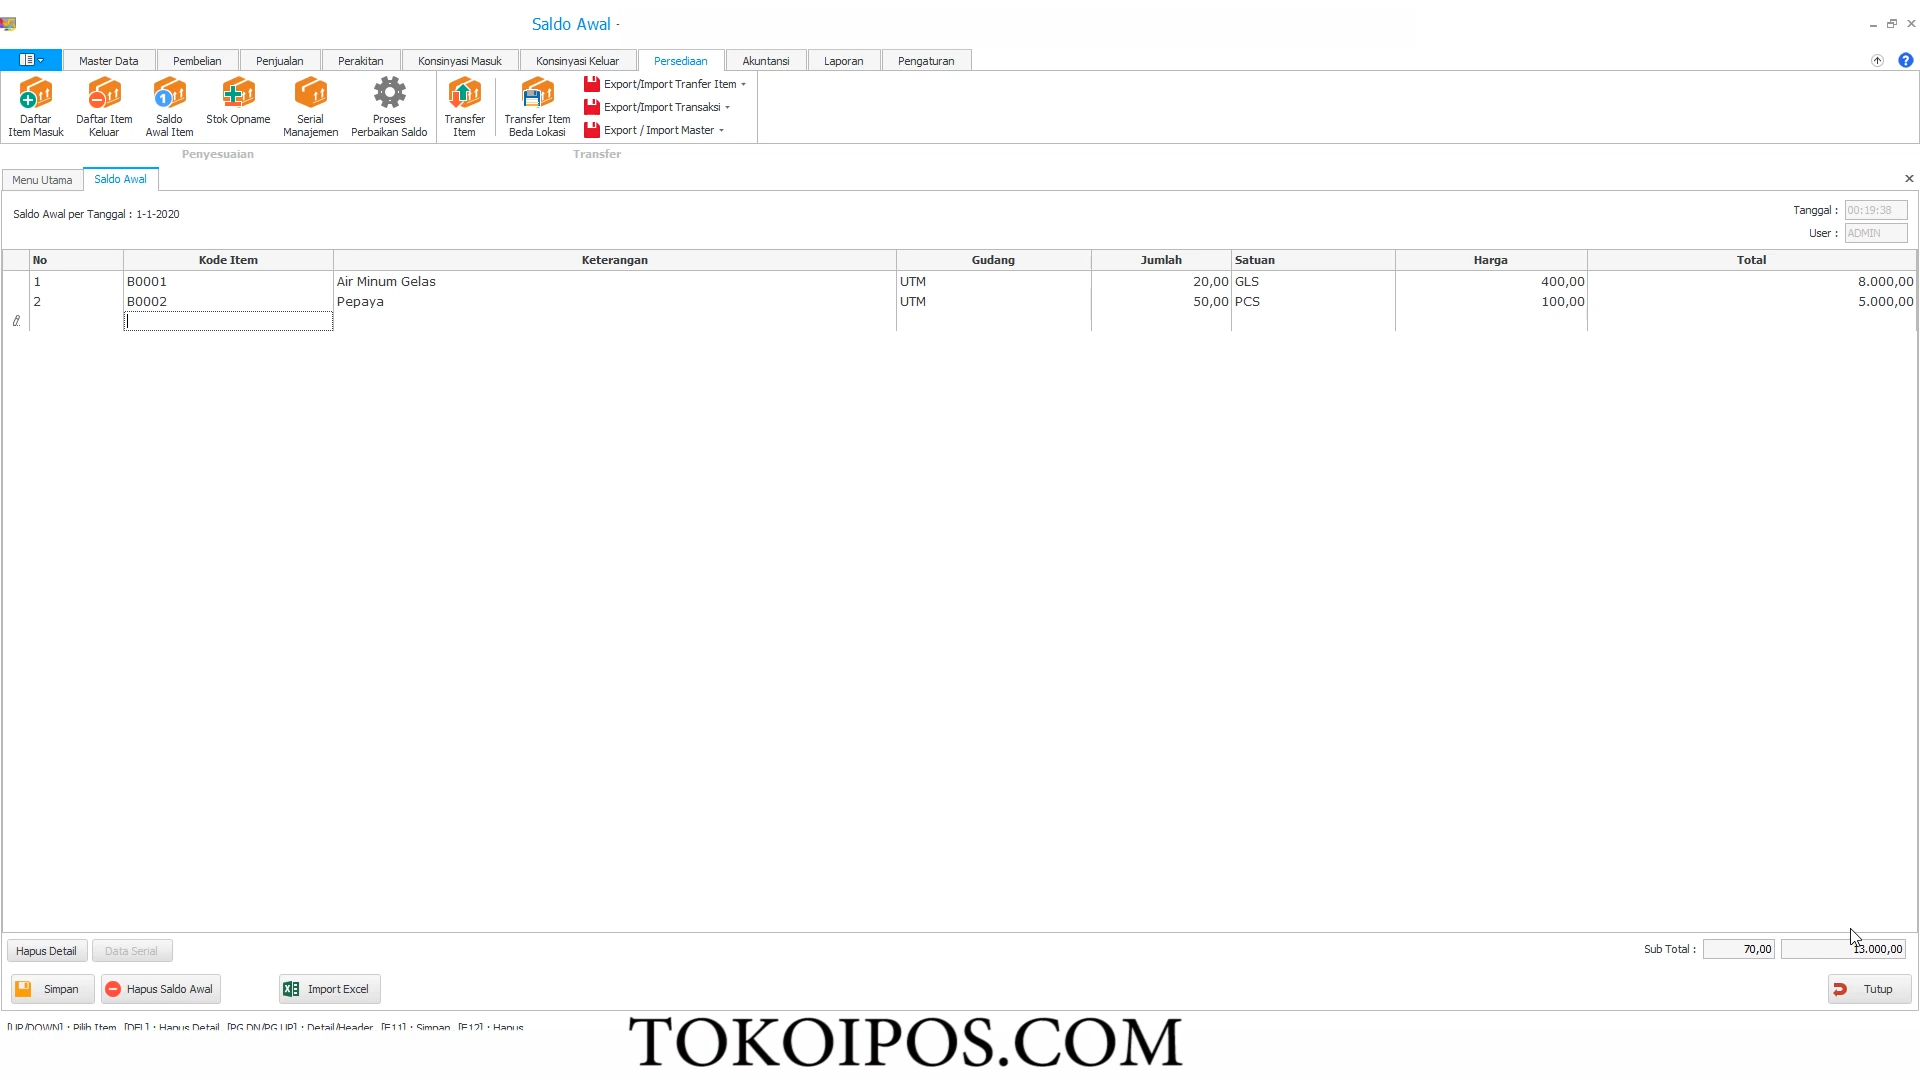 Saldo Awal -
Master Data Pembelian Penjualan Perakitan Konsinyasi Masuk Konsinyasi Keluar Persediaan Akuntansi Laporan Pengaturan
Daftar Item Masuk
Daftar Item Keluar
Saldo Awal Item
Stok Opname
Serial Manajemen
Proses Perbaikan Saldo
Transfer Item
Transfer Item Beda Lokasi
Export/Import Tranfer Item
Export/Import Transaksi
Export / Import Master
Penyesuaian Transfer
Menu Utama Saldo Awal
Saldo Awal per Tanggal : 1-1-2020
Tanggal : 00:19:38
User : ADMIN
No Kode Item Keterangan Gudang Jumlah Satuan Harga Total
1 B0001 Air Minum Gelas UTM 20,00 GLS 400,00 8.000,00
2 B0002 Pepaya UTM 50,00 PCS 100,00 5.000,00
Hapus Detail Data Serial Sub Total : 70,00 13.000,00
Simpan Hapus Saldo Awal Import Excel Tutup
[UP/DOWN] : Pilih Item, [DEL] : Hapus Detail, [PG DN/PG UP] : Detail/Header, [F11] : Simpan, [F12] : Hapus
TOKOIPOS.COM